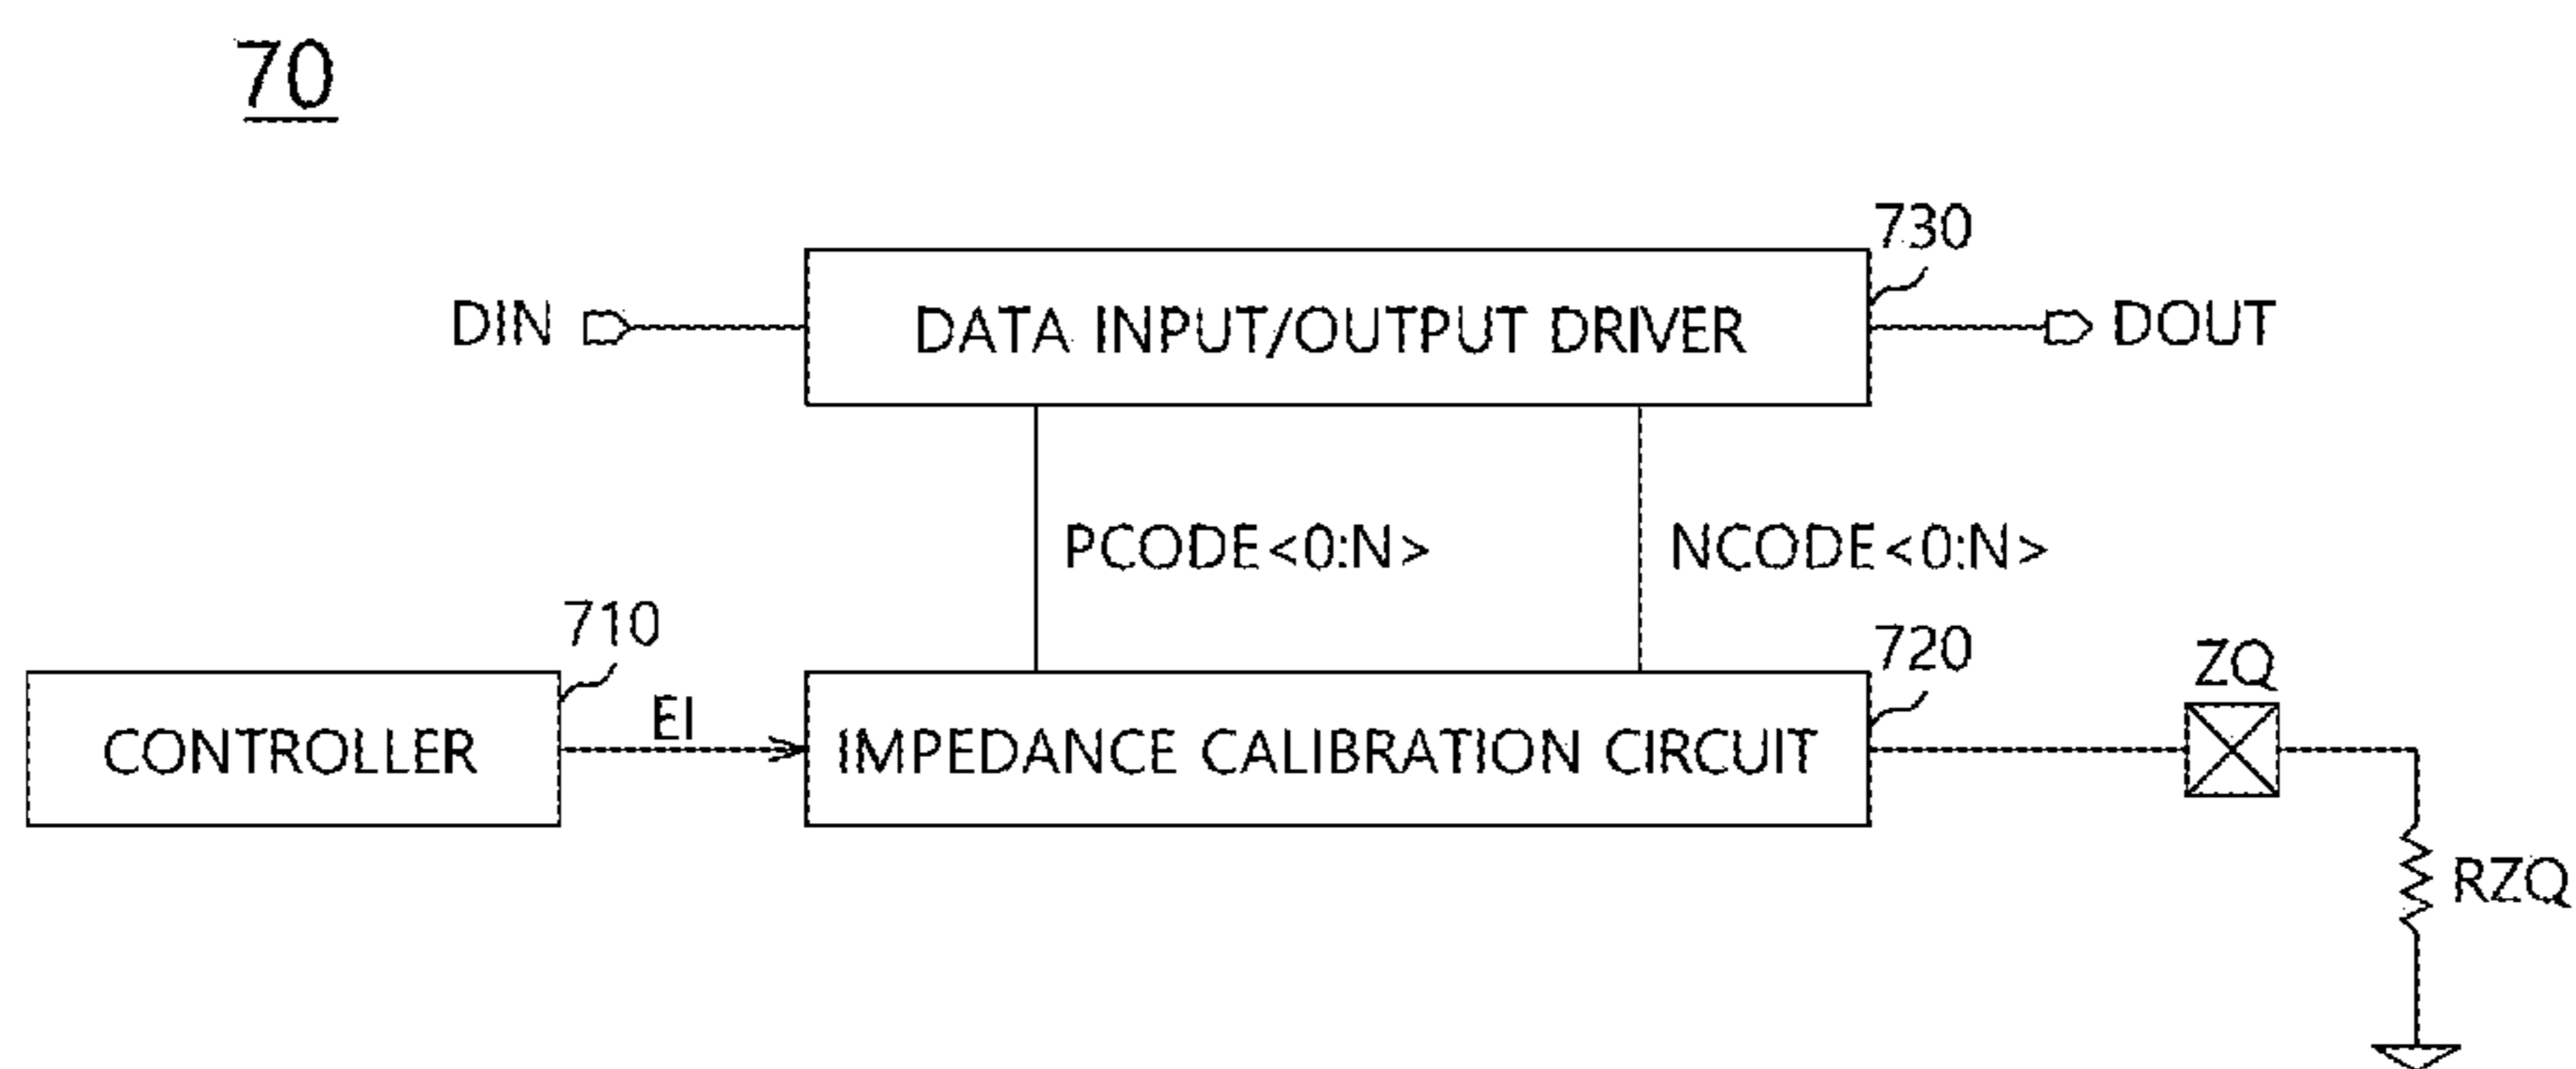 70
730
DIN
DATA INPUT/OUTPUT DRIVER
DOUT
PCODE<0:N>
NCODE<0:N>
710
720
ZQ
EI
CONTROLLER
IMPEDANCE CALIBRATION CIRCUIT
RZQ